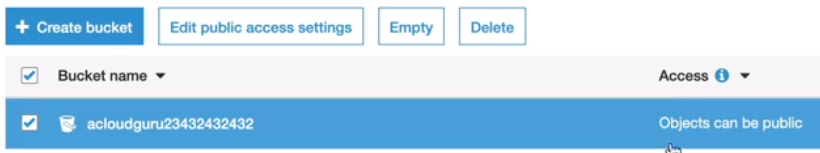 + Create bucket Edit public access settings Empty Delete
Bucket name Access
acloudguru23432432432 Objects can be public